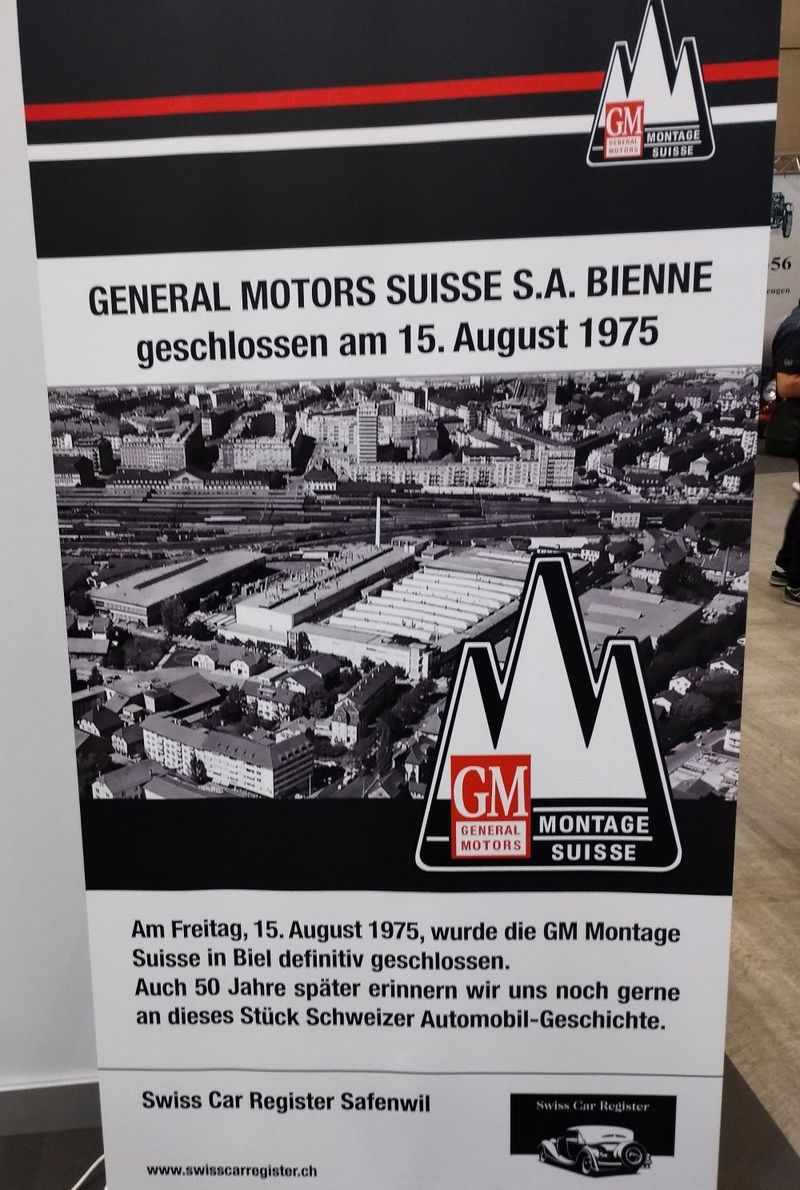 GM
GENERAL
MOTORS
MONTAGE
SUISSE
GENERAL MOTORS SUISSE S.A. BIENNE
geschlossen am 15. August 1975
56
GM
GENERAL
MOTORS
MONTAGE
SUISSE
Am Freitag, 15. August 1975, wurde die GM Montage
Suisse in Biel definitiv geschlossen.
Auch 50 Jahre später erinnern wir uns noch gerne
an dieses Stück Schweizer Automobil-Geschichte.
Swiss Car Register Safenwil
Swiss Car Register
www.swisscarregister.ch